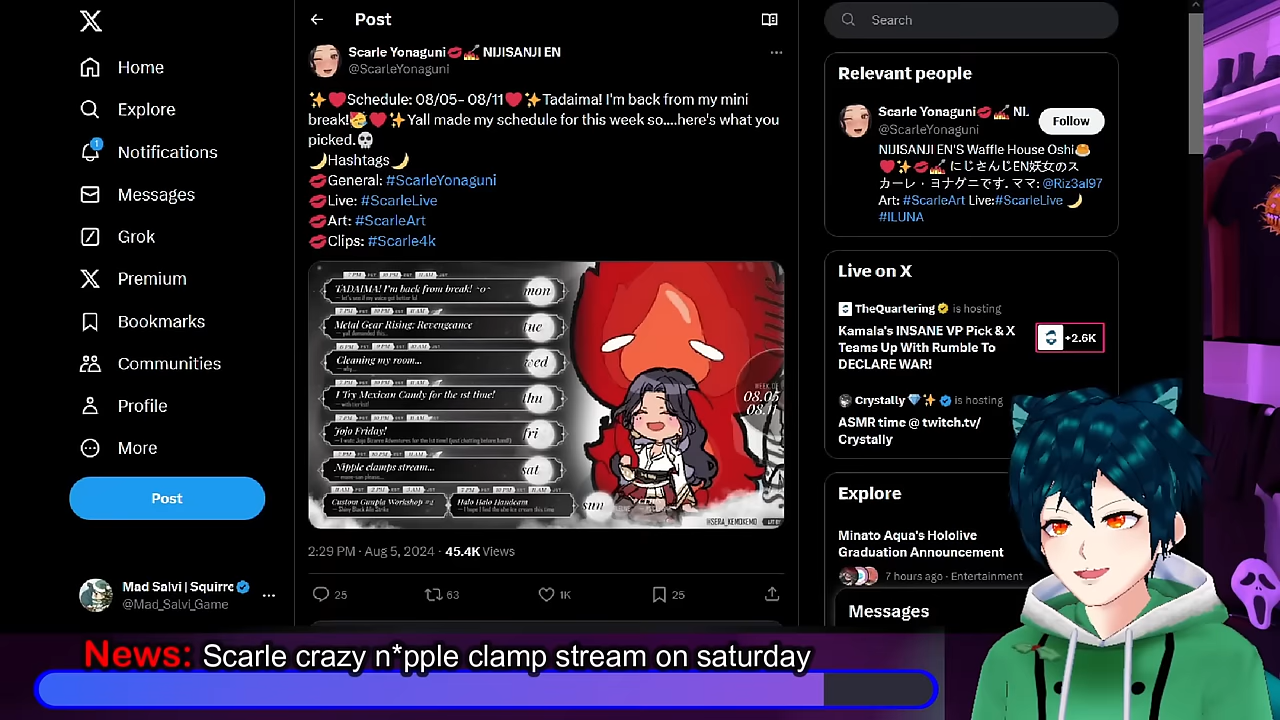 Home
Explore
1
Notifications
Messages
Grok
Premium
Bookmarks
Communities
Profile
More
Post
Mad Salvi | Squirrc
@Mad_Salvi_Game
Post
Scarle Yonaguni💋💅 NIJISANJI EN
@ScarleYonaguni
✨❤️Schedule: 08/05- 08/11❤️✨Tadaima! I'm back from my mini
break!🥳❤️✨Yall made my schedule for this week so....here's what you
picked.💀
🌙Hashtags🌙
💋General: #ScarleYonaguni
💋Live: #ScarleLive
💋Art: #ScarleArt
💋Clips: #Scarle4k
TADAIMA! I'm back from break! ~o~
mon
Metal Gear Rising: Revengeance
tue
Cleaning my room...
wed
I Try Mexican Candy for the 1st time!
thu
Jojo Friday!
fri
Nipple clamps stream...
sat
Custom Gunpla Workshop
Halo Halo Handcam
sun
WEEK OF
08.05
08.11
@SERA_KEMOKEMO
2:29 PM · Aug 5, 2024 · 45.4K Views
25
63
1K
25
Search
Relevant people
Scarle Yonaguni💋💅 NI.
@ScarleYonaguni
Follow
NIJISANJI EN'S Waffle House Oshi🥞
❤️✨💋💅 にじさんじEN妖女のス
カーレ・ヨナグニです. ママ: @Riz3al97
Art: #ScarleArt Live:#ScarleLive 🌙
#ILUNA
Live on X
TheQuartering is hosting
Kamala's INSANE VP Pick & X
Teams Up With Rumble To
DECLARE WAR!
+2.6K
Crystally 💎✨ is hosting
ASMR time @ twitch.tv/
Crystally
Explore
Minato Aqua's Hololive
Graduation Announcement
7 hours ago · Entertainment
Messages
News: Scarle crazy n*pple clamp stream on saturday